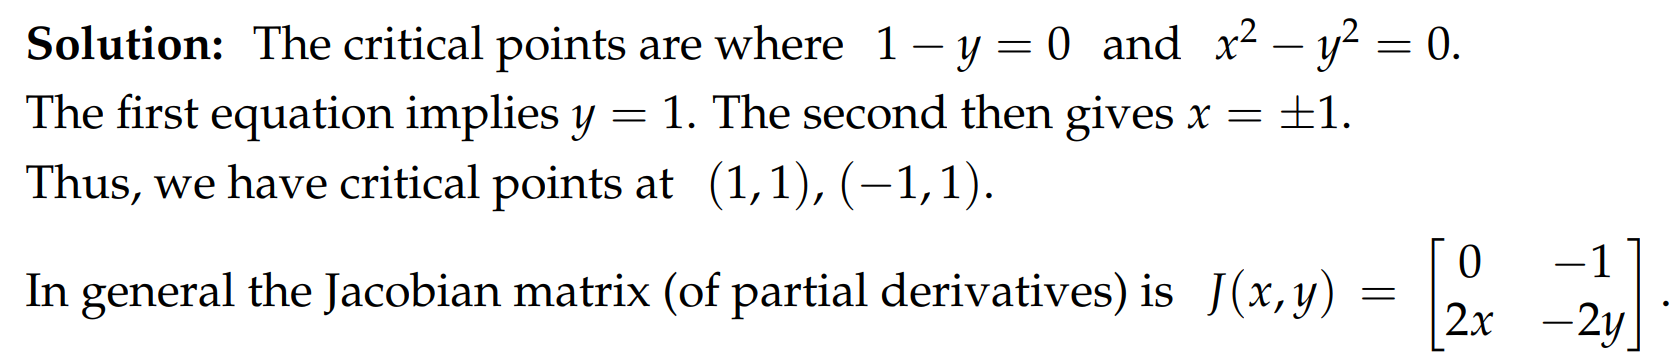 Solution: The critical points are where 1 − y = 0 and x² − y² = 0.
The first equation implies y = 1. The second then gives x = ±1.
Thus, we have critical points at (1, 1), (−1, 1).
In general the Jacobian matrix (of partial derivatives) is J(x, y) = [0 −1; 2x −2y].